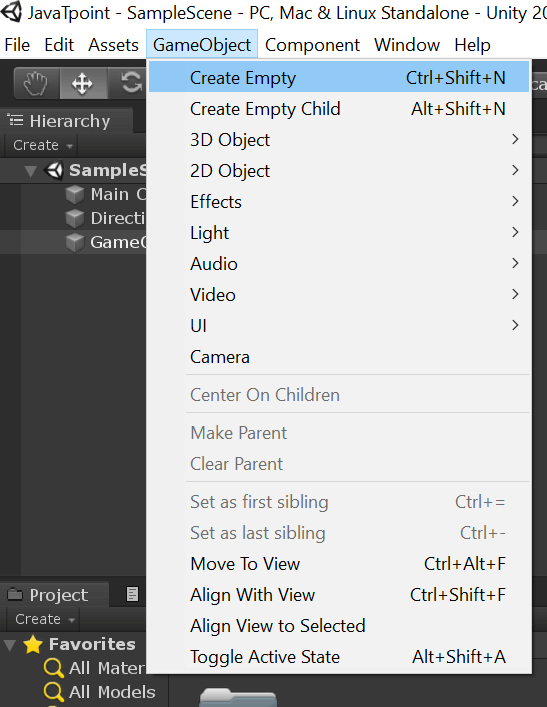 JavaTpoint - SampleScene - PC, Mac & Linux Standalone - Unity 20
File Edit Assets GameObject Component Window Help
Create Empty Ctrl+Shift+N
Create Empty Child Alt+Shift+N
3D Object
2D Object
Effects
Light
Audio
Video
UI
Camera
Center On Children
Make Parent
Clear Parent
Set as first sibling Ctrl+=
Set as last sibling Ctrl+-
Move To View Ctrl+Alt+F
Align With View Ctrl+Shift+F
Align View to Selected
Toggle Active State Alt+Shift+A
Hierarchy
Create
SampleS
Main C
Directi
GameO
Project
Create
Favorites
All Mater
All Models